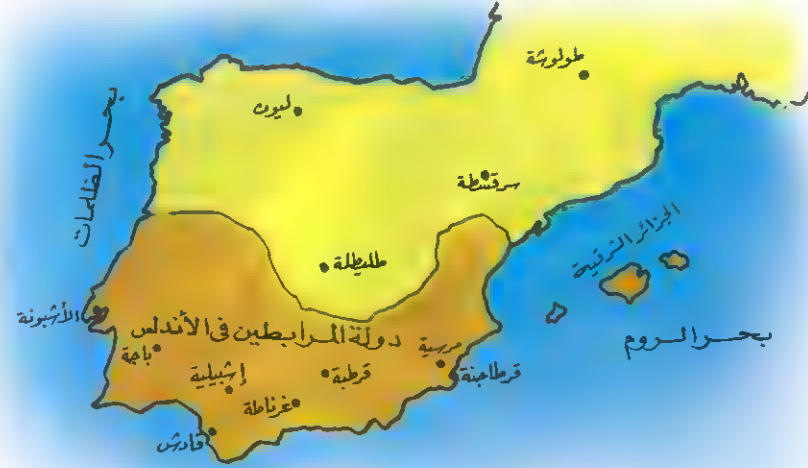 طولوشة
ليون
بحر الظلمات
سرقسطة
الجزائر الشرقية
طليطلة
الأشبونة
دولة المرابطين فى الأندلس
بحر الروم
باجة
مرسية
إشبيلية
قرطبة
قرطاجنة
غرناطة
قادش